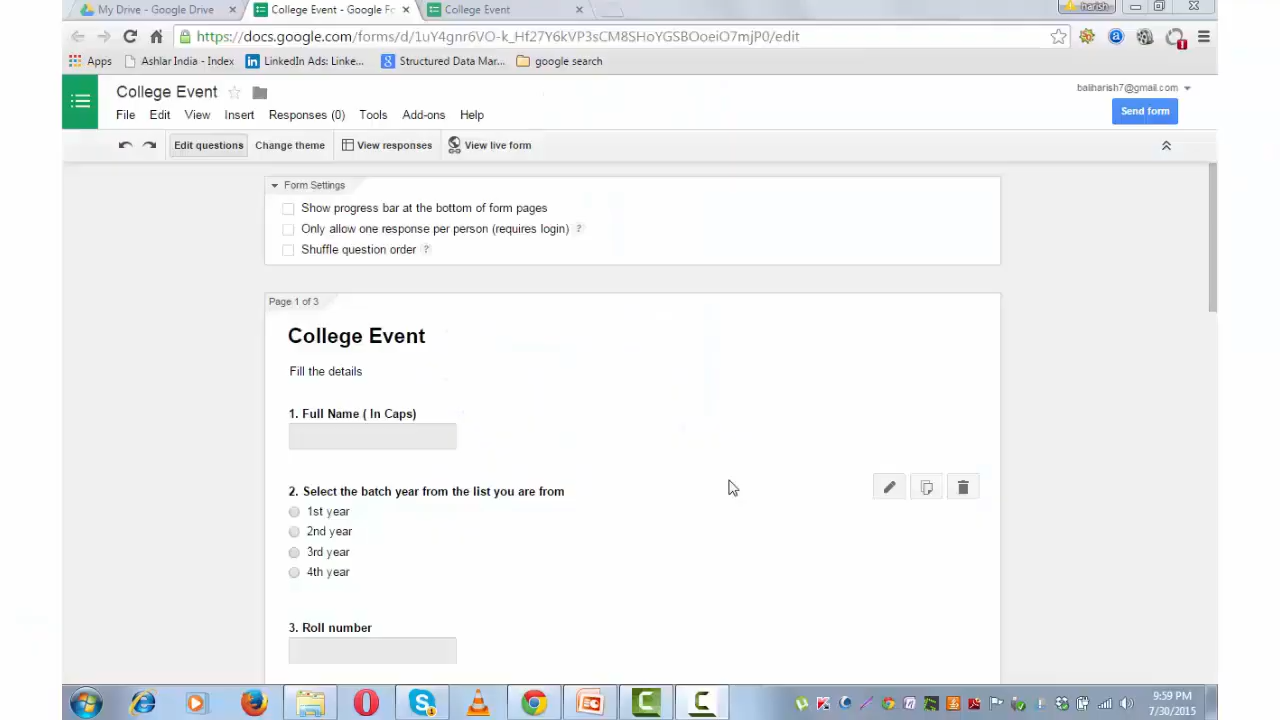 My Drive - Google Drive
College Event - Google Fo
College Event
harish
https://docs.google.com/forms/d/1uY4gnr6VO-k_Hf27Y6kVP3sCM8SHoYGSBOoeiO7mjP0/edit
Apps
Ashlar India - Index
LinkedIn Ads: Linke...
Structured Data Mar...
google search
College Event
baliharish7@gmail.com
File Edit View Insert Responses (0) Tools Add-ons Help
Send form
Edit questions Change theme View responses View live form
Form Settings
Show progress bar at the bottom of form pages
Only allow one response per person (requires login) ?
Shuffle question order ?
Page 1 of 3
College Event
Fill the details
1. Full Name ( In Caps)
2. Select the batch year from the list you are from
1st year
2nd year
3rd year
4th year
3. Roll number
9:59 PM
7/30/2015